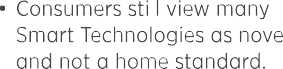 • Consumers sti l view many
Smart Technologies as nove
and not a home standard.